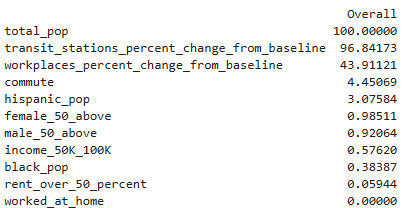 Overall
total_pop 100.00000
transit_stations_percent_change_from_baseline 96.84173
workplaces_percent_change_from_baseline 43.91121
commute 4.45069
hispanic_pop 3.07584
female_50_above 0.98511
male_50_above 0.92064
income_50K_100K 0.57620
black_pop 0.38387
rent_over_50_percent 0.05944
worked_at_home 0.00000